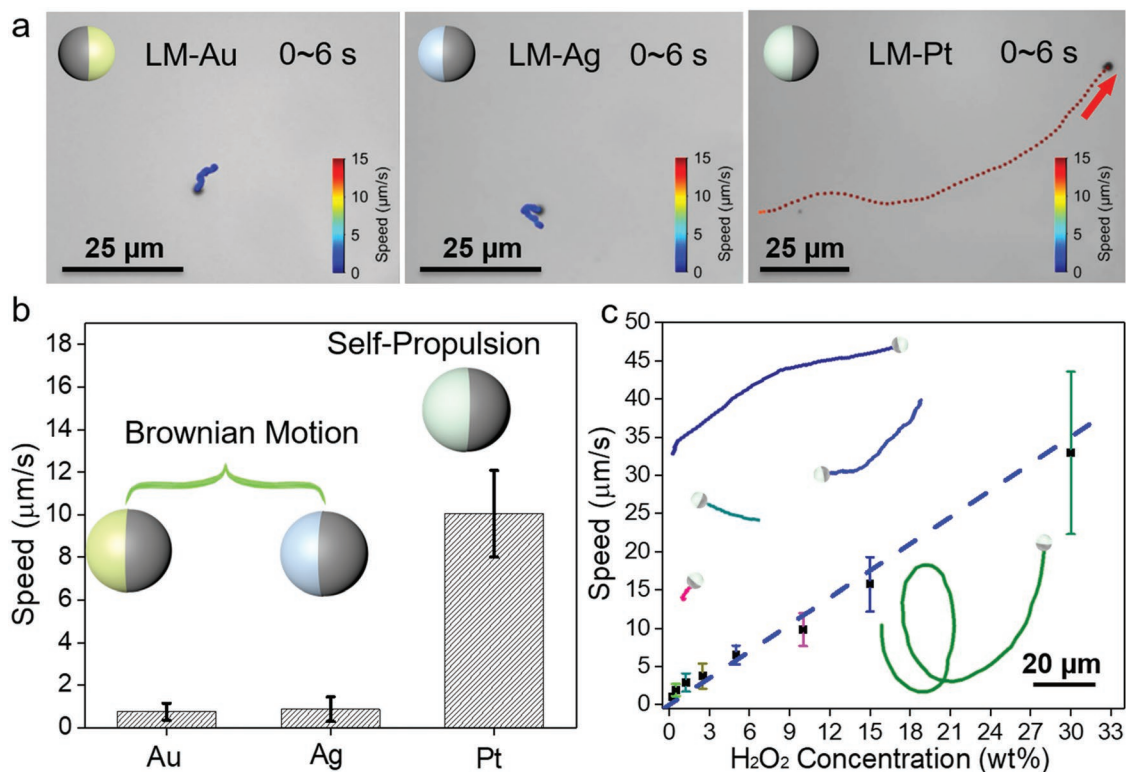 a
LM-Au 0~6 s
15
10
5
0
Speed (µm/s)
25 µm
LM-Ag 0~6 s
15
10
5
0
Speed (µm/s)
25 µm
LM-Pt 0~6 s
15
10
5
0
Speed (µm/s)
25 µm
b
18
16
14
12
10
8
6
4
2
0
Speed (µm/s)
Self-Propulsion
Brownian Motion
Au Ag Pt
c
50
45
40
35
30
25
20
15
10
5
0
Speed (µm/s)
20 µm
0 3 6 9 12 15 18 21 24 27 30 33
H₂O₂ Concentration (wt%)